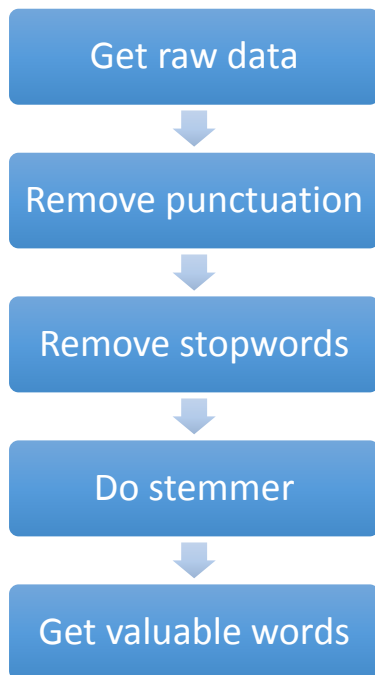 Get raw data
Remove punctuation
Remove stopwords
Do stemmer
Get valuable words